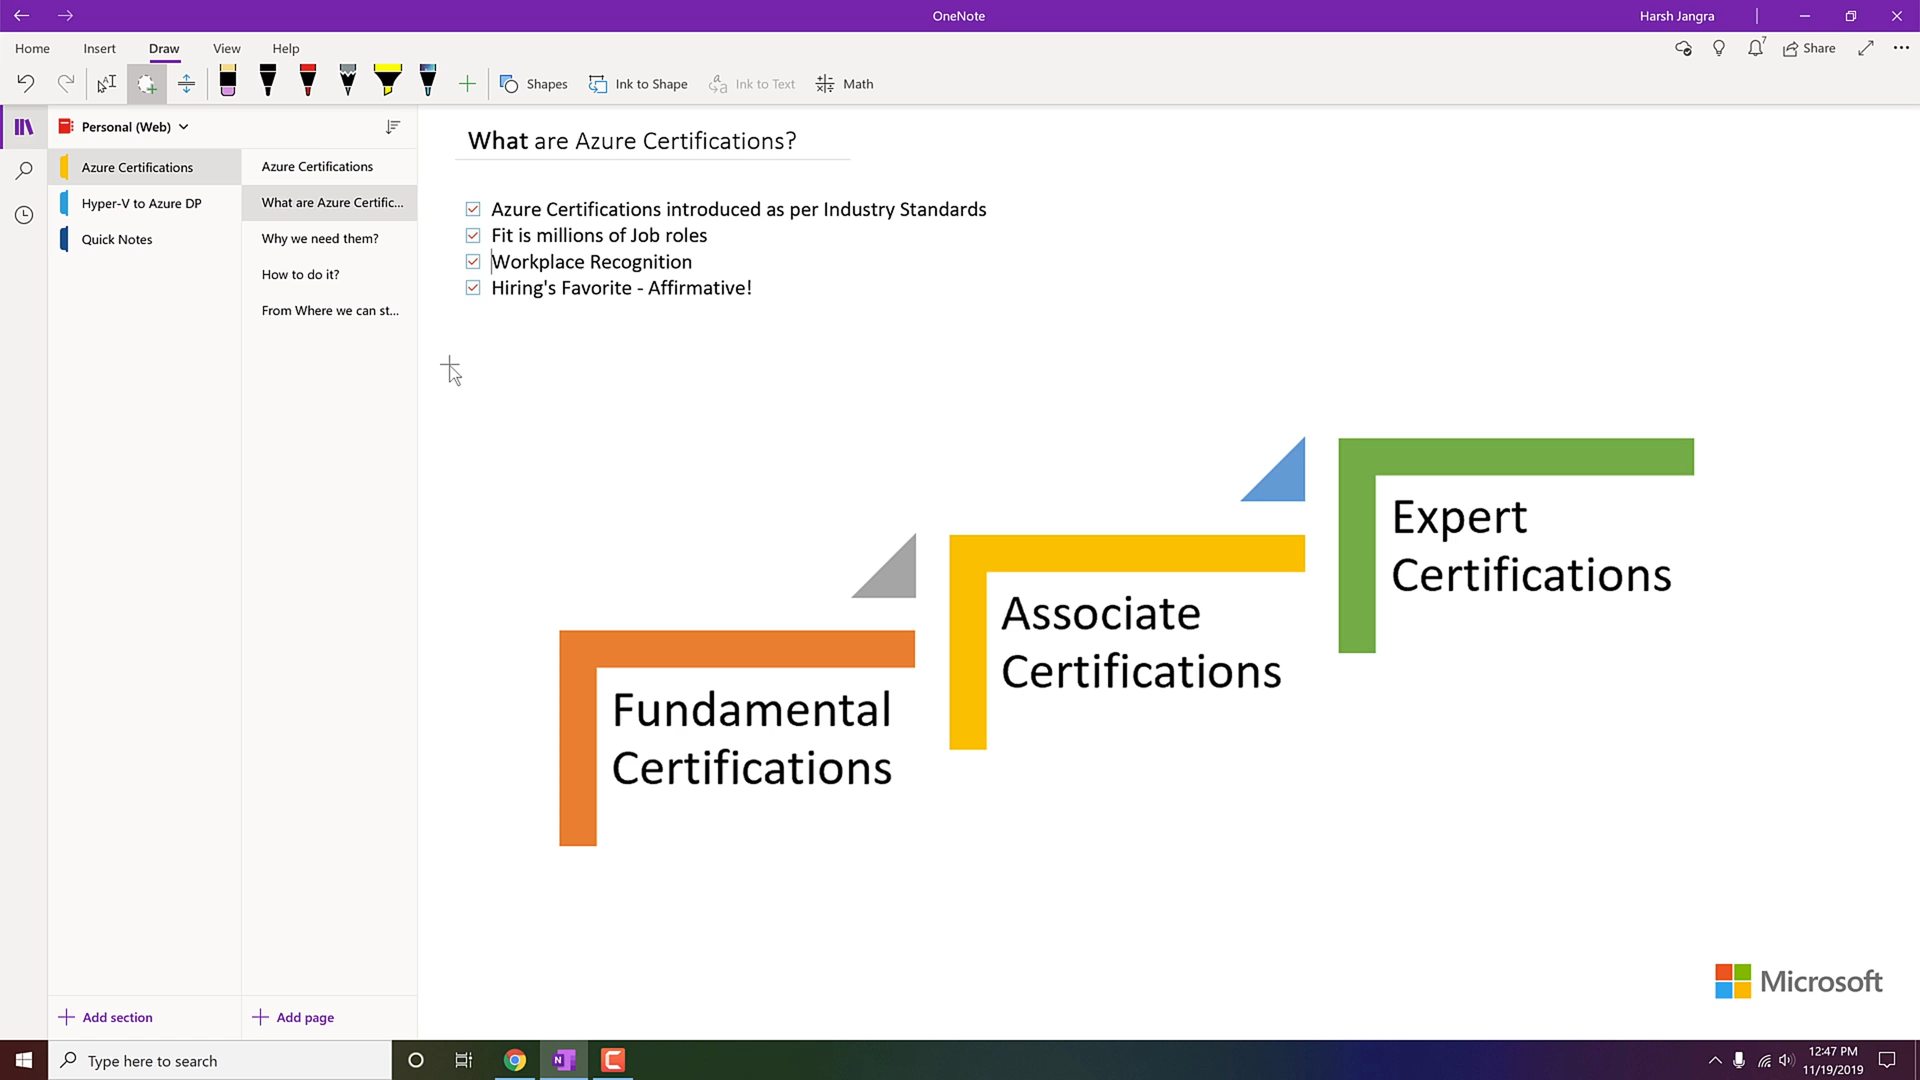 OneNote
Harsh Jangra
Home Insert Draw View Help
7 Share
Shapes Ink to Shape Ink to Text Math
Personal (Web)
Azure Certifications
Hyper-V to Azure DP
Quick Notes
Azure Certifications
What are Azure Certific...
Why we need them?
How to do it?
From Where we can st...
What are Azure Certifications?
Azure Certifications introduced as per Industry Standards
Fit is millions of Job roles
Workplace Recognition
Hiring's Favorite - Affirmative!
Fundamental
Certifications
Associate
Certifications
Expert
Certifications
Microsoft
Add section
Add page
Type here to search
12:47 PM
11/19/2019